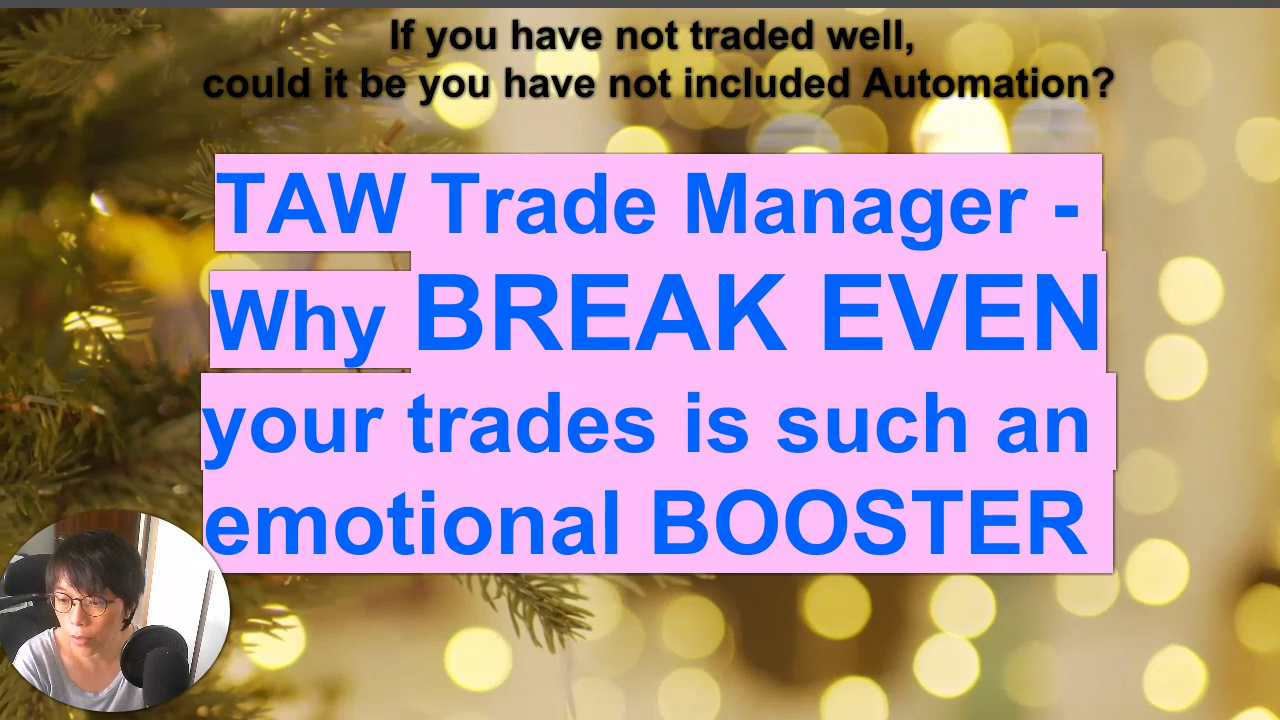 If you have not traded well,
could it be you have not included Automation?
TAW Trade Manager -
Why BREAK EVEN
your trades is such an
emotional BOOSTER